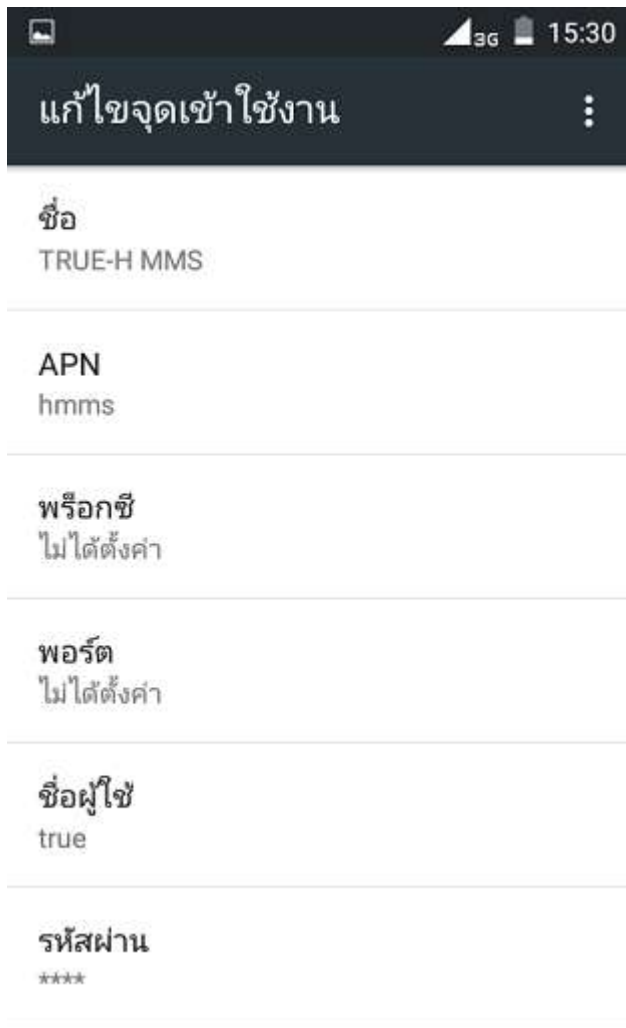 3G 15:30
แก้ไขจุดเข้าใช้งาน
ชื่อ
TRUE-H MMS
APN
hmms
พร็อกซี
ไม่ได้ตั้งค่า
พอร์ต
ไม่ได้ตั้งค่า
ชื่อผู้ใช้
true
รหัสผ่าน
****